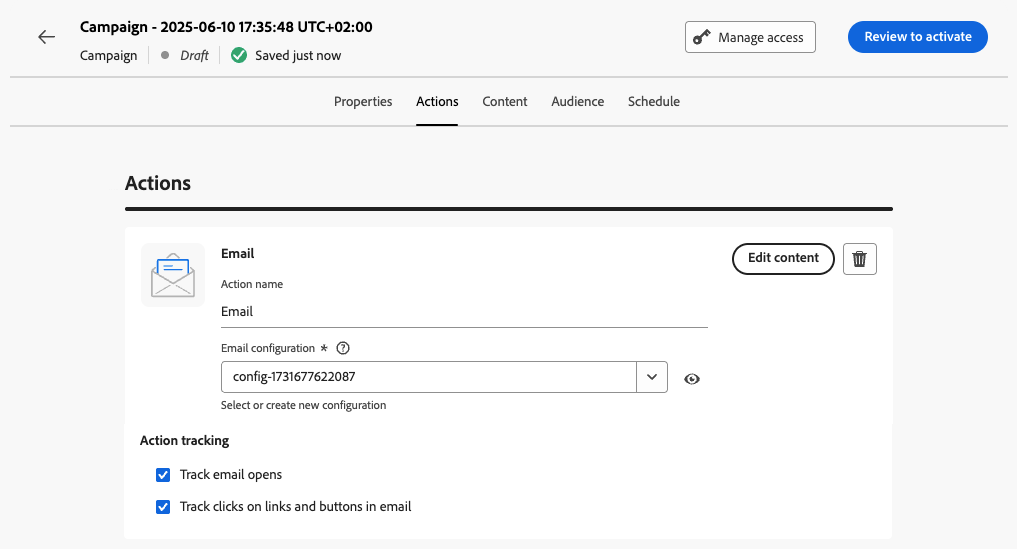 Campaign - 2025-06-10 17:35:48 UTC+02:00
Campaign Draft Saved just now
Manage access
Review to activate
Properties Actions Content Audience Schedule
Actions
Email
Edit content
Action name
Email
Email configuration * ?
config-1731677622087
Select or create new configuration
Action tracking
Track email opens
Track clicks on links and buttons in email